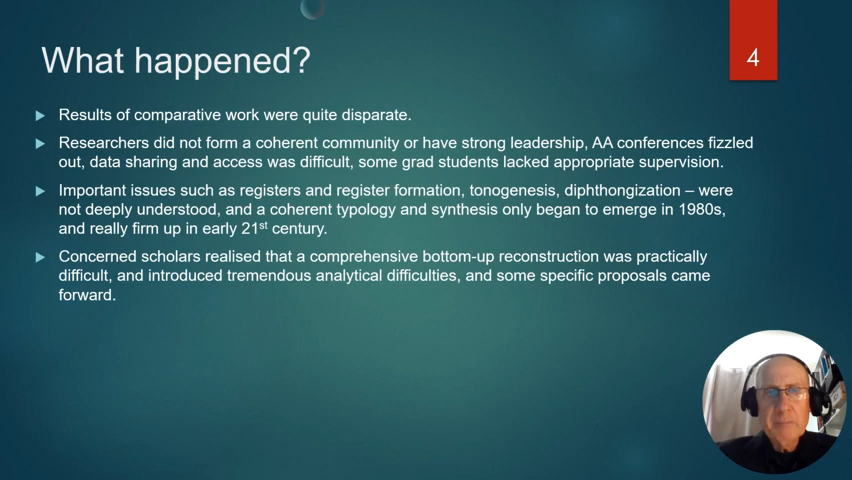 What happened?
4
Results of comparative work were quite disparate.
Researchers did not form a coherent community or have strong leadership, AA conferences fizzled
out, data sharing and access was difficult, some grad students lacked appropriate supervision.
Important issues such as registers and register formation, tonogenesis, diphthongization – were
not deeply understood, and a coherent typology and synthesis only began to emerge in 1980s,
and really firm up in early 21st century.
Concerned scholars realised that a comprehensive bottom-up reconstruction was practically
difficult, and introduced tremendous analytical difficulties, and some specific proposals came
forward.